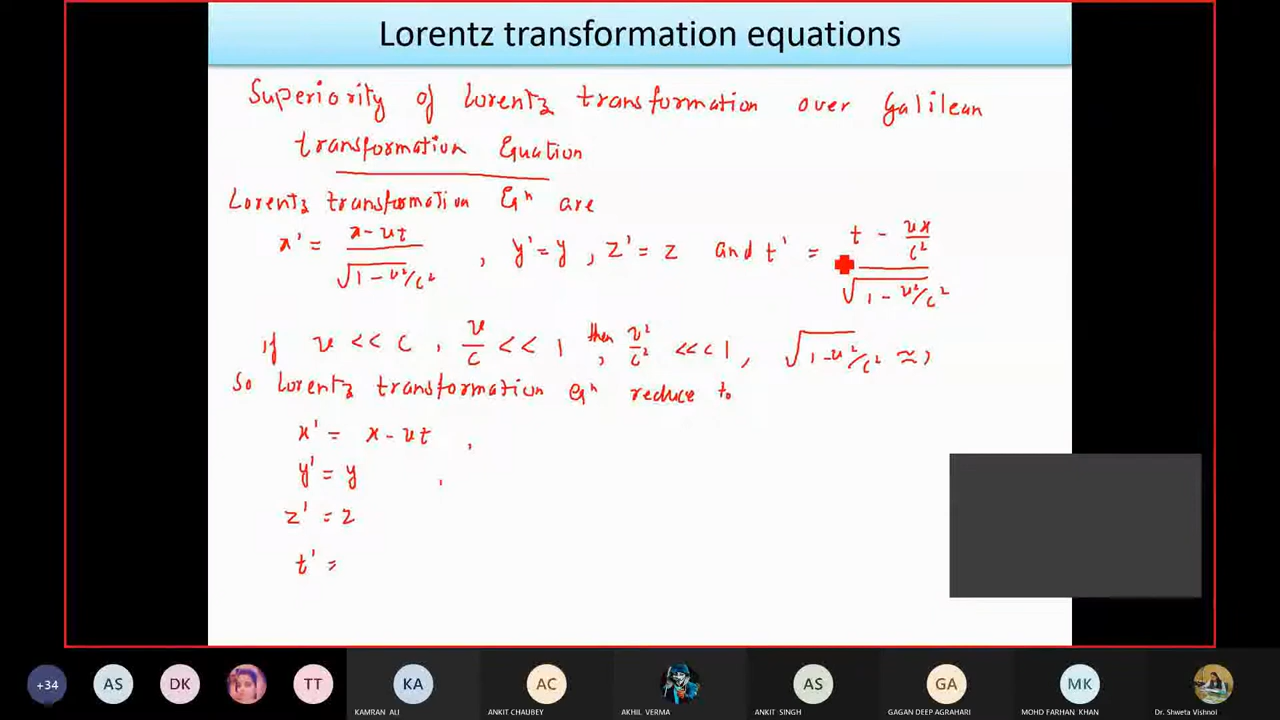 Lorentz transformation equations
Superiority of Lorentz transformation over Galilean
transformation Equation
Lorentz transformation Eqⁿ are
x' = (x - vt)/√(1 - v²/c²) , y' = y , z' = z and t' = (t - vx/c²)/√(1 - v²/c²)
if v << c , v/c << 1 then , v²/c² <<< 1 , √(1 - v²/c²) ≈ 1
So Lorentz transformation eqⁿ reduce to
x' = x - vt ,
y' = y ,
z' = z
t' =
+34 AS DK TT KA AC AS GA MK
KAMRAN ALI ANKIT CHAUBEY AKHIL VERMA ANKIT SINGH GAGAN DEEP AGRAHARI MOHD FARHAN KHAN Dr. Shweta Vishnoi